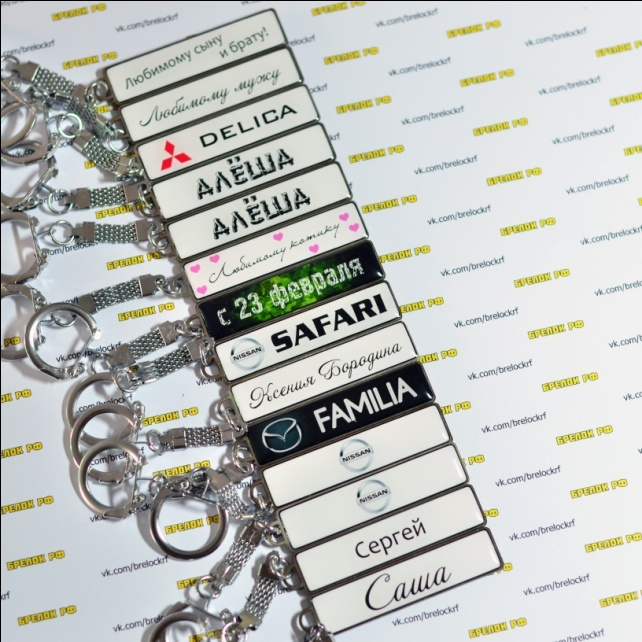 Любимому сыну
и брату!
Любимому мужу
DELICA
АЛЁША
АЛЁША
Любимому котику
с 23 февраля
NISSAN SAFARI
Ксения Бородина
FAMILIA
NISSAN
NISSAN
Сергей
Саша
БРЕЛОК РФ
vk.com/brelockrf